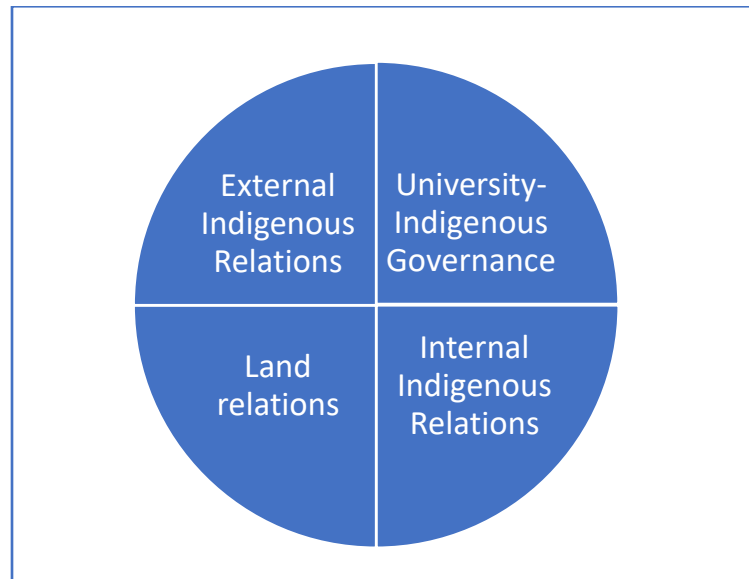 External
Indigenous
Relations
University-
Indigenous
Governance
Land
relations
Internal
Indigenous
Relations